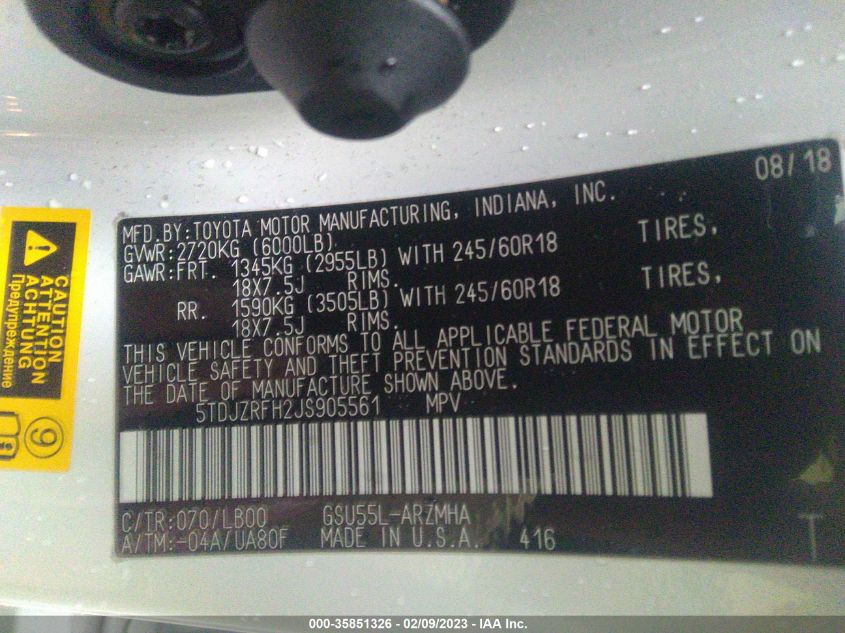 08/18
MFD.BY:TOYOTA MOTOR MANUFACTURING, INDIANA, INC.
GVWR:2720KG (6000LB)
GAWR:FRT. 1345KG (2955LB) WITH 245/60R18 TIRES,
18X7.5J RIMS.
RR. 1590KG (3505LB) WITH 245/60R18 TIRES,
18X7.5J RIMS.
THIS VEHICLE CONFORMS TO ALL APPLICABLE FEDERAL MOTOR
VEHICLE SAFETY AND THEFT PREVENTION STANDARDS IN EFFECT ON
THE DATE OF MANUFACTURE SHOWN ABOVE.
5TDJZRFH2JS905561 MPV
C/TR:070/LB00 GSU55L-ARZMHA
A/TM:-04A/UA80F MADE IN U.S.A. 416
T
CAUTION
ATTENTION
ACHTUNG
Предупреждение
9
000-35851326 - 02/09/2023 - IAA Inc.